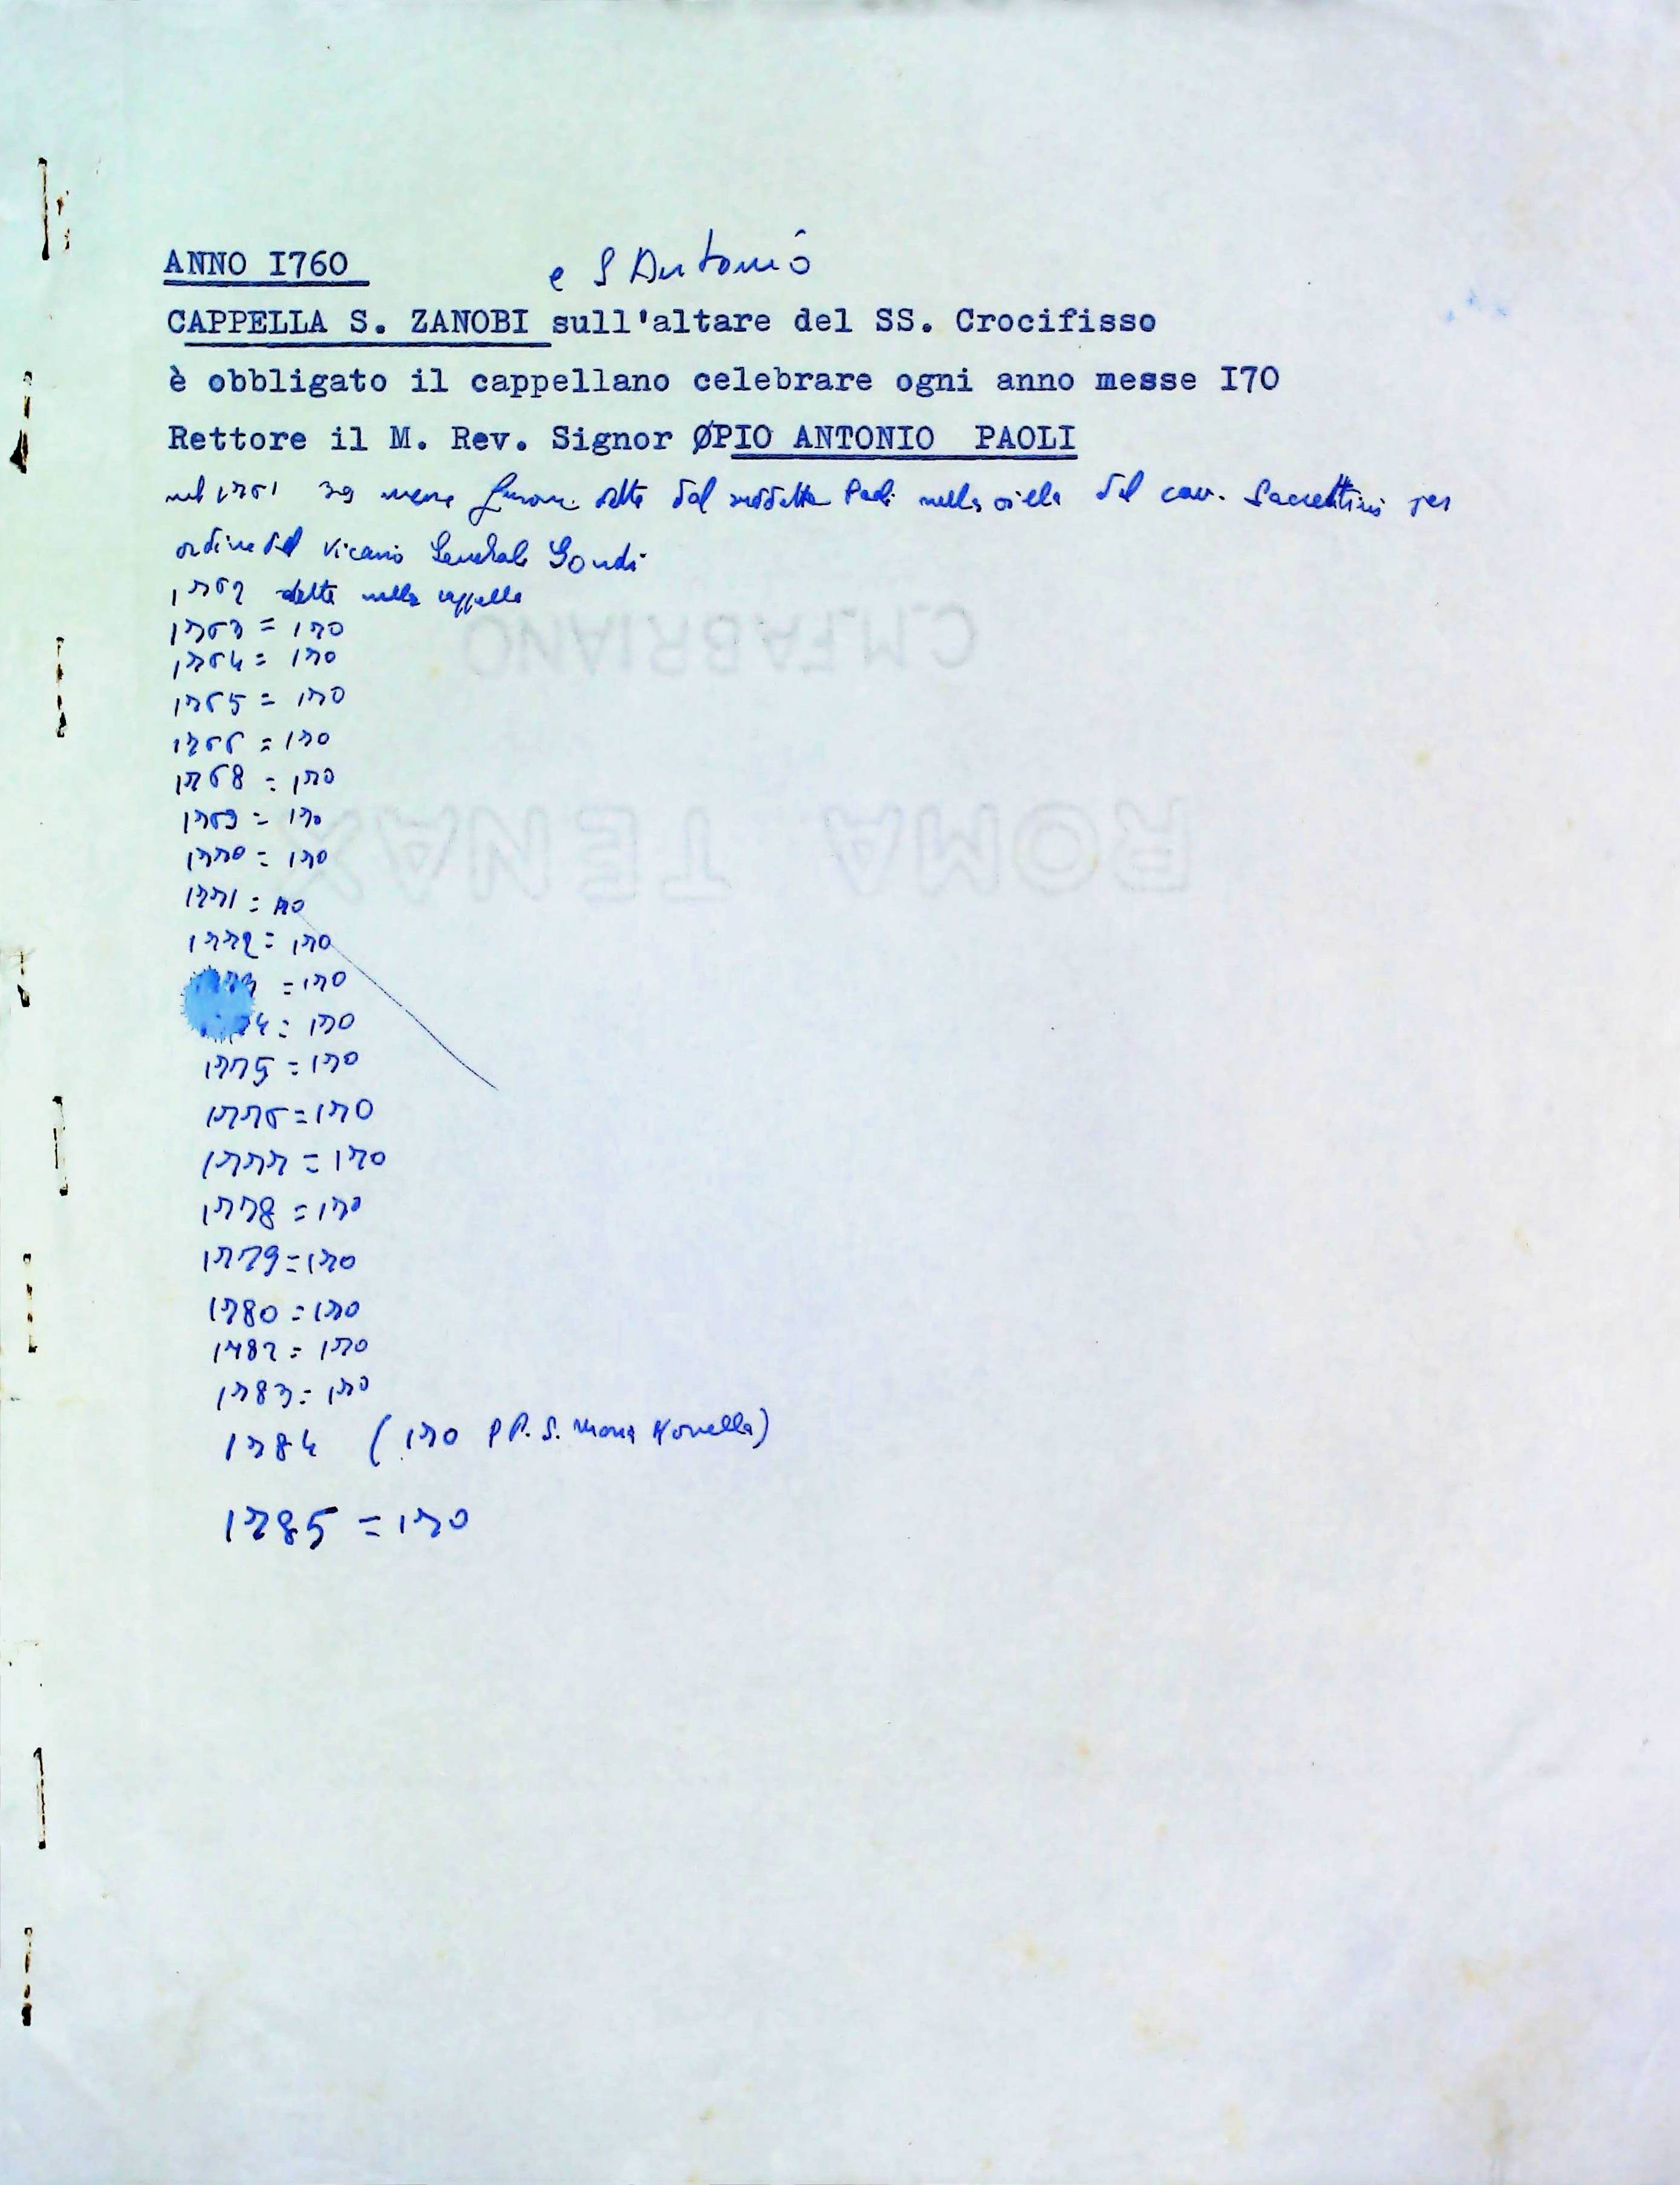 ANNO I760
e S Antonio
CAPPELLA S. ZANOBI sull'altare del SS. Crocifisso
è obbligato il cappellano celebrare ogni anno messe I70
Rettore il M. Rev. Signor ØPIO ANTONIO PAOLI
nel 1761 39 messe furono dette dal suddetto Paoli nella villa del cav. per
ordine del Vicario Generale Gondi
1762 dette nella cappella
1763 = 170
1764 = 170
1765 = 170
1766 = 170
1768 = 170
1769 = 170
1770 = 170
1771 = 170
1772 = 170
1773 = 170
1774 = 170
1775 = 170
1776 = 170
1777 = 170
1778 = 170
1779 = 170
1780 = 170
1782 = 170
1783 = 170
1784 (170 PP. S. Maria Novella)
1785 = 170
C.M.FABRIANO
ROMA TENAX